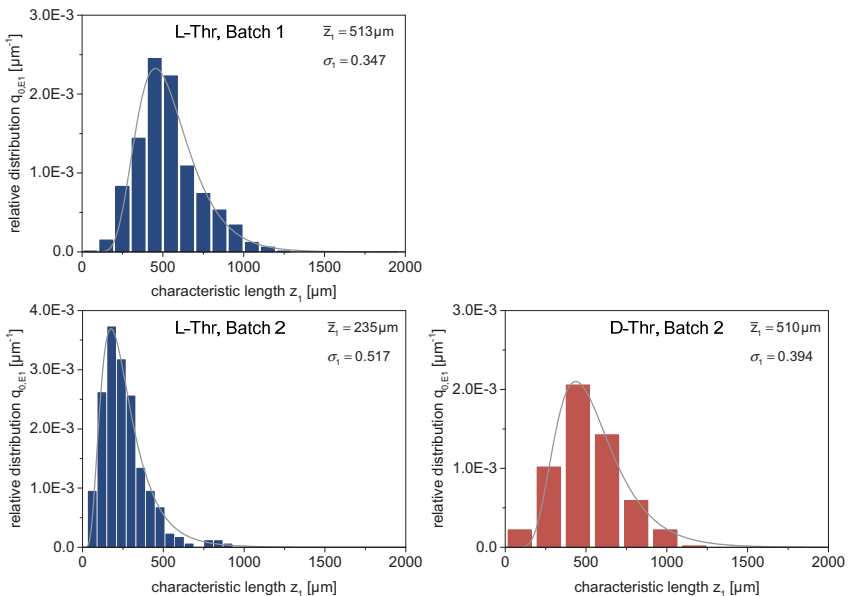 L-Thr, Batch 1
z̄₁ = 513µm
σ₁ = 0.347
relative distribution q₀,E1 [µm⁻¹]
3.0E-3
2.0E-3
1.0E-3
0.0
0 500 1000 1500 2000
characteristic length z₁ [µm]
L-Thr, Batch 2
z̄₁ = 235µm
σ₁ = 0.517
relative distribution q₀,E1 [µm⁻¹]
4.0E-3
3.0E-3
2.0E-3
1.0E-3
0.0
0 250 500 1000 1500 2000
characteristic length z₁ [µm]
D-Thr, Batch 2
z̄₁ = 510µm
σ₁ = 0.394
relative distribution q₀,E1 [µm⁻¹]
3.0E-3
2.0E-3
1.0E-3
0.0
0 250 500 1000 1500 2000
characteristic length z₁ [µm]